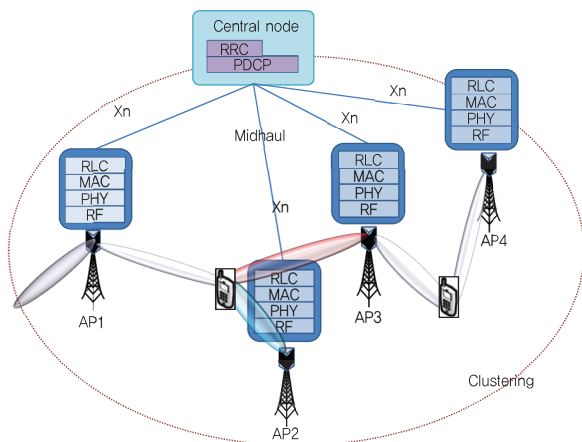 Central node
RRC
PDCP
Xn
Xn
Xn
Midhaul
Xn
RLC
MAC
PHY
RF
AP1
RLC
MAC
PHY
RF
AP2
RLC
MAC
PHY
RF
AP3
RLC
MAC
PHY
RF
AP4
Clustering